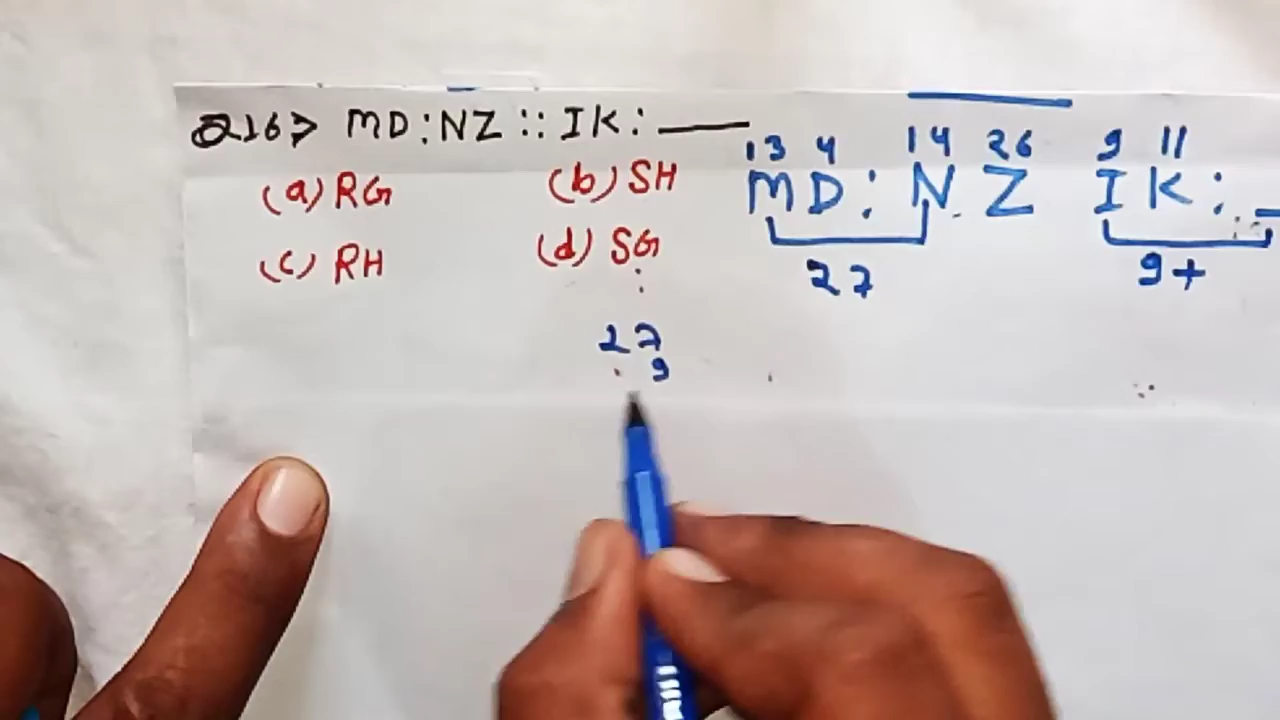 Q216> MD:NZ::IK:___
(a) RG (b) SH
(c) RH (d) SG
27
9
13 4 14 26 9 11
MD:NZ IK:_
27 9+